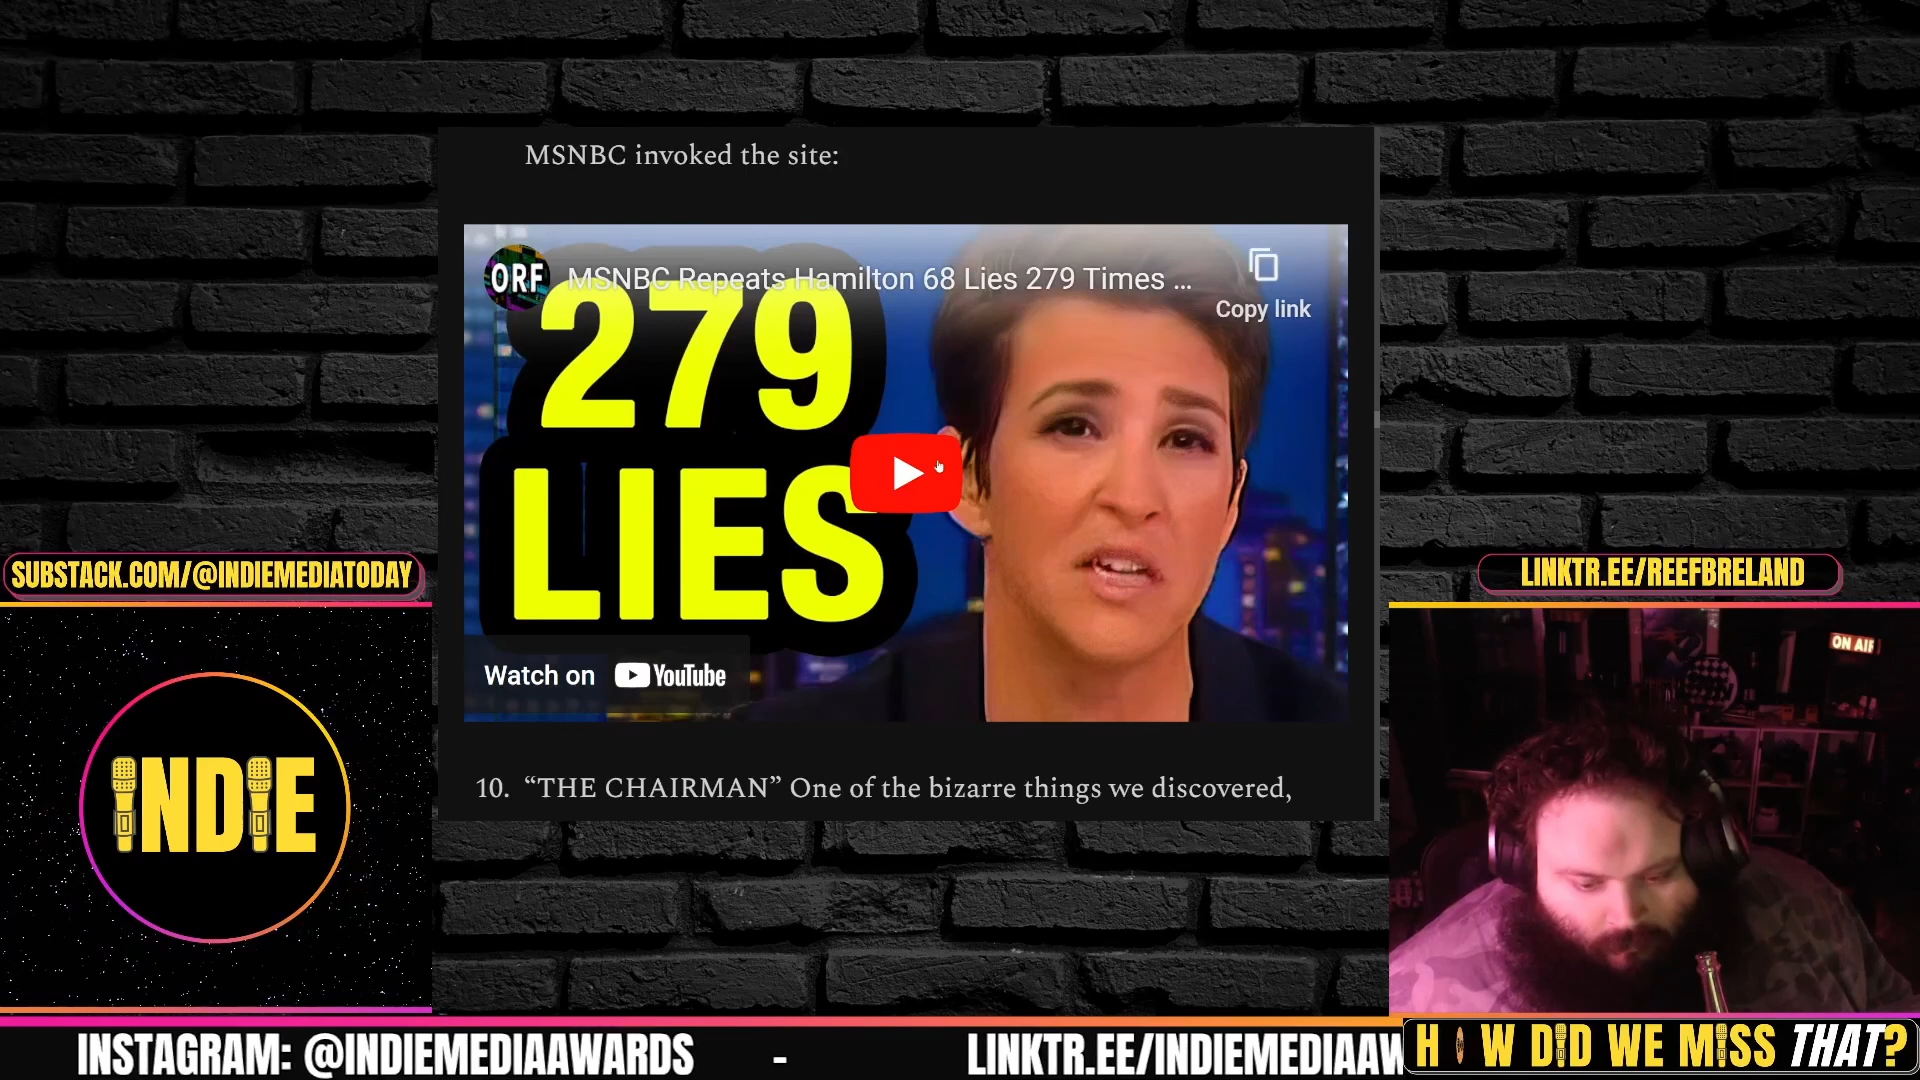 MSNBC invoked the site:
ORF
MSNBC Repeats Hamilton 68 Lies 279 Times ...
Copy link
279
LIES
Watch on YouTube
10. “THE CHAIRMAN” One of the bizarre things we discovered,
SUBSTACK.COM/@INDIEMEDIATODAY
INDIE
LINKTR.EE/REEFBRELAND
ON AIR
INSTAGRAM: @INDIEMEDIAAWARDS - LINKTR.EE/INDIEMEDIAAW
HOW DID WE MISS THAT?